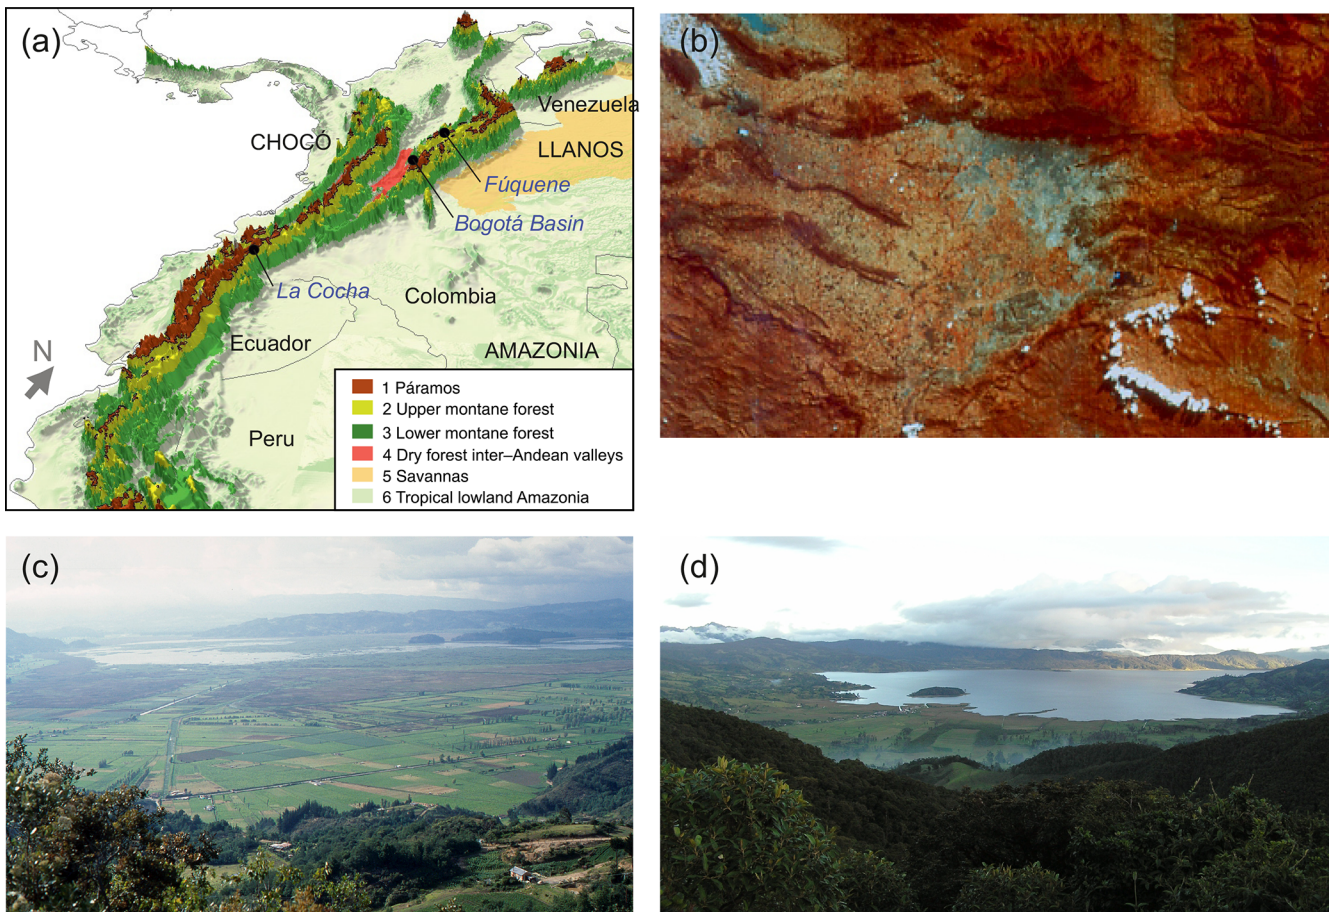 (a)
Venezuela
CHOCÓ
LLANOS
Fúquene
Bogotá Basin
La Cocha
Colombia
Ecuador
AMAZONIA
N
Peru
1 Páramos
2 Upper montane forest
3 Lower montane forest
4 Dry forest inter–Andean valleys
5 Savannas
6 Tropical lowland Amazonia
(b)
(c)
(d)